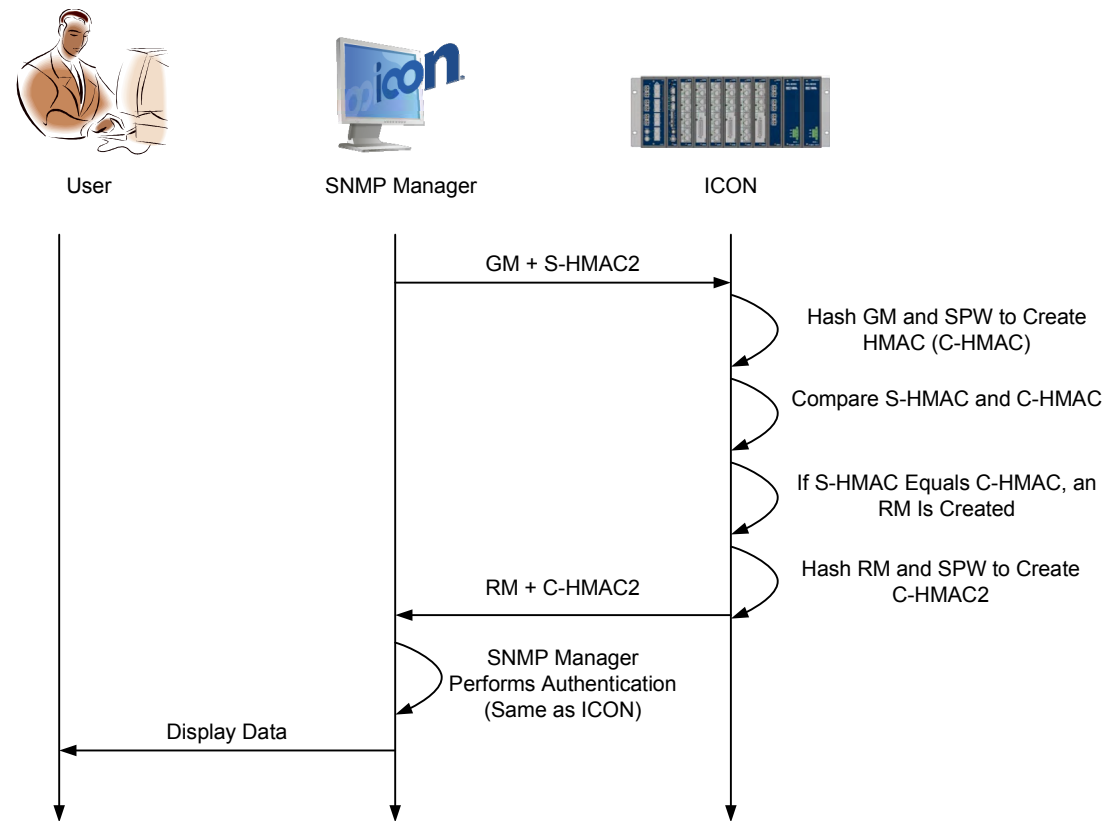 icon
User
SNMP Manager
ICON
GM + S-HMAC2
Hash GM and SPW to Create
HMAC (C-HMAC)
Compare S-HMAC and C-HMAC
If S-HMAC Equals C-HMAC, an
RM Is Created
Hash RM and SPW to Create
C-HMAC2
RM + C-HMAC2
SNMP Manager
Performs Authentication
(Same as ICON)
Display Data